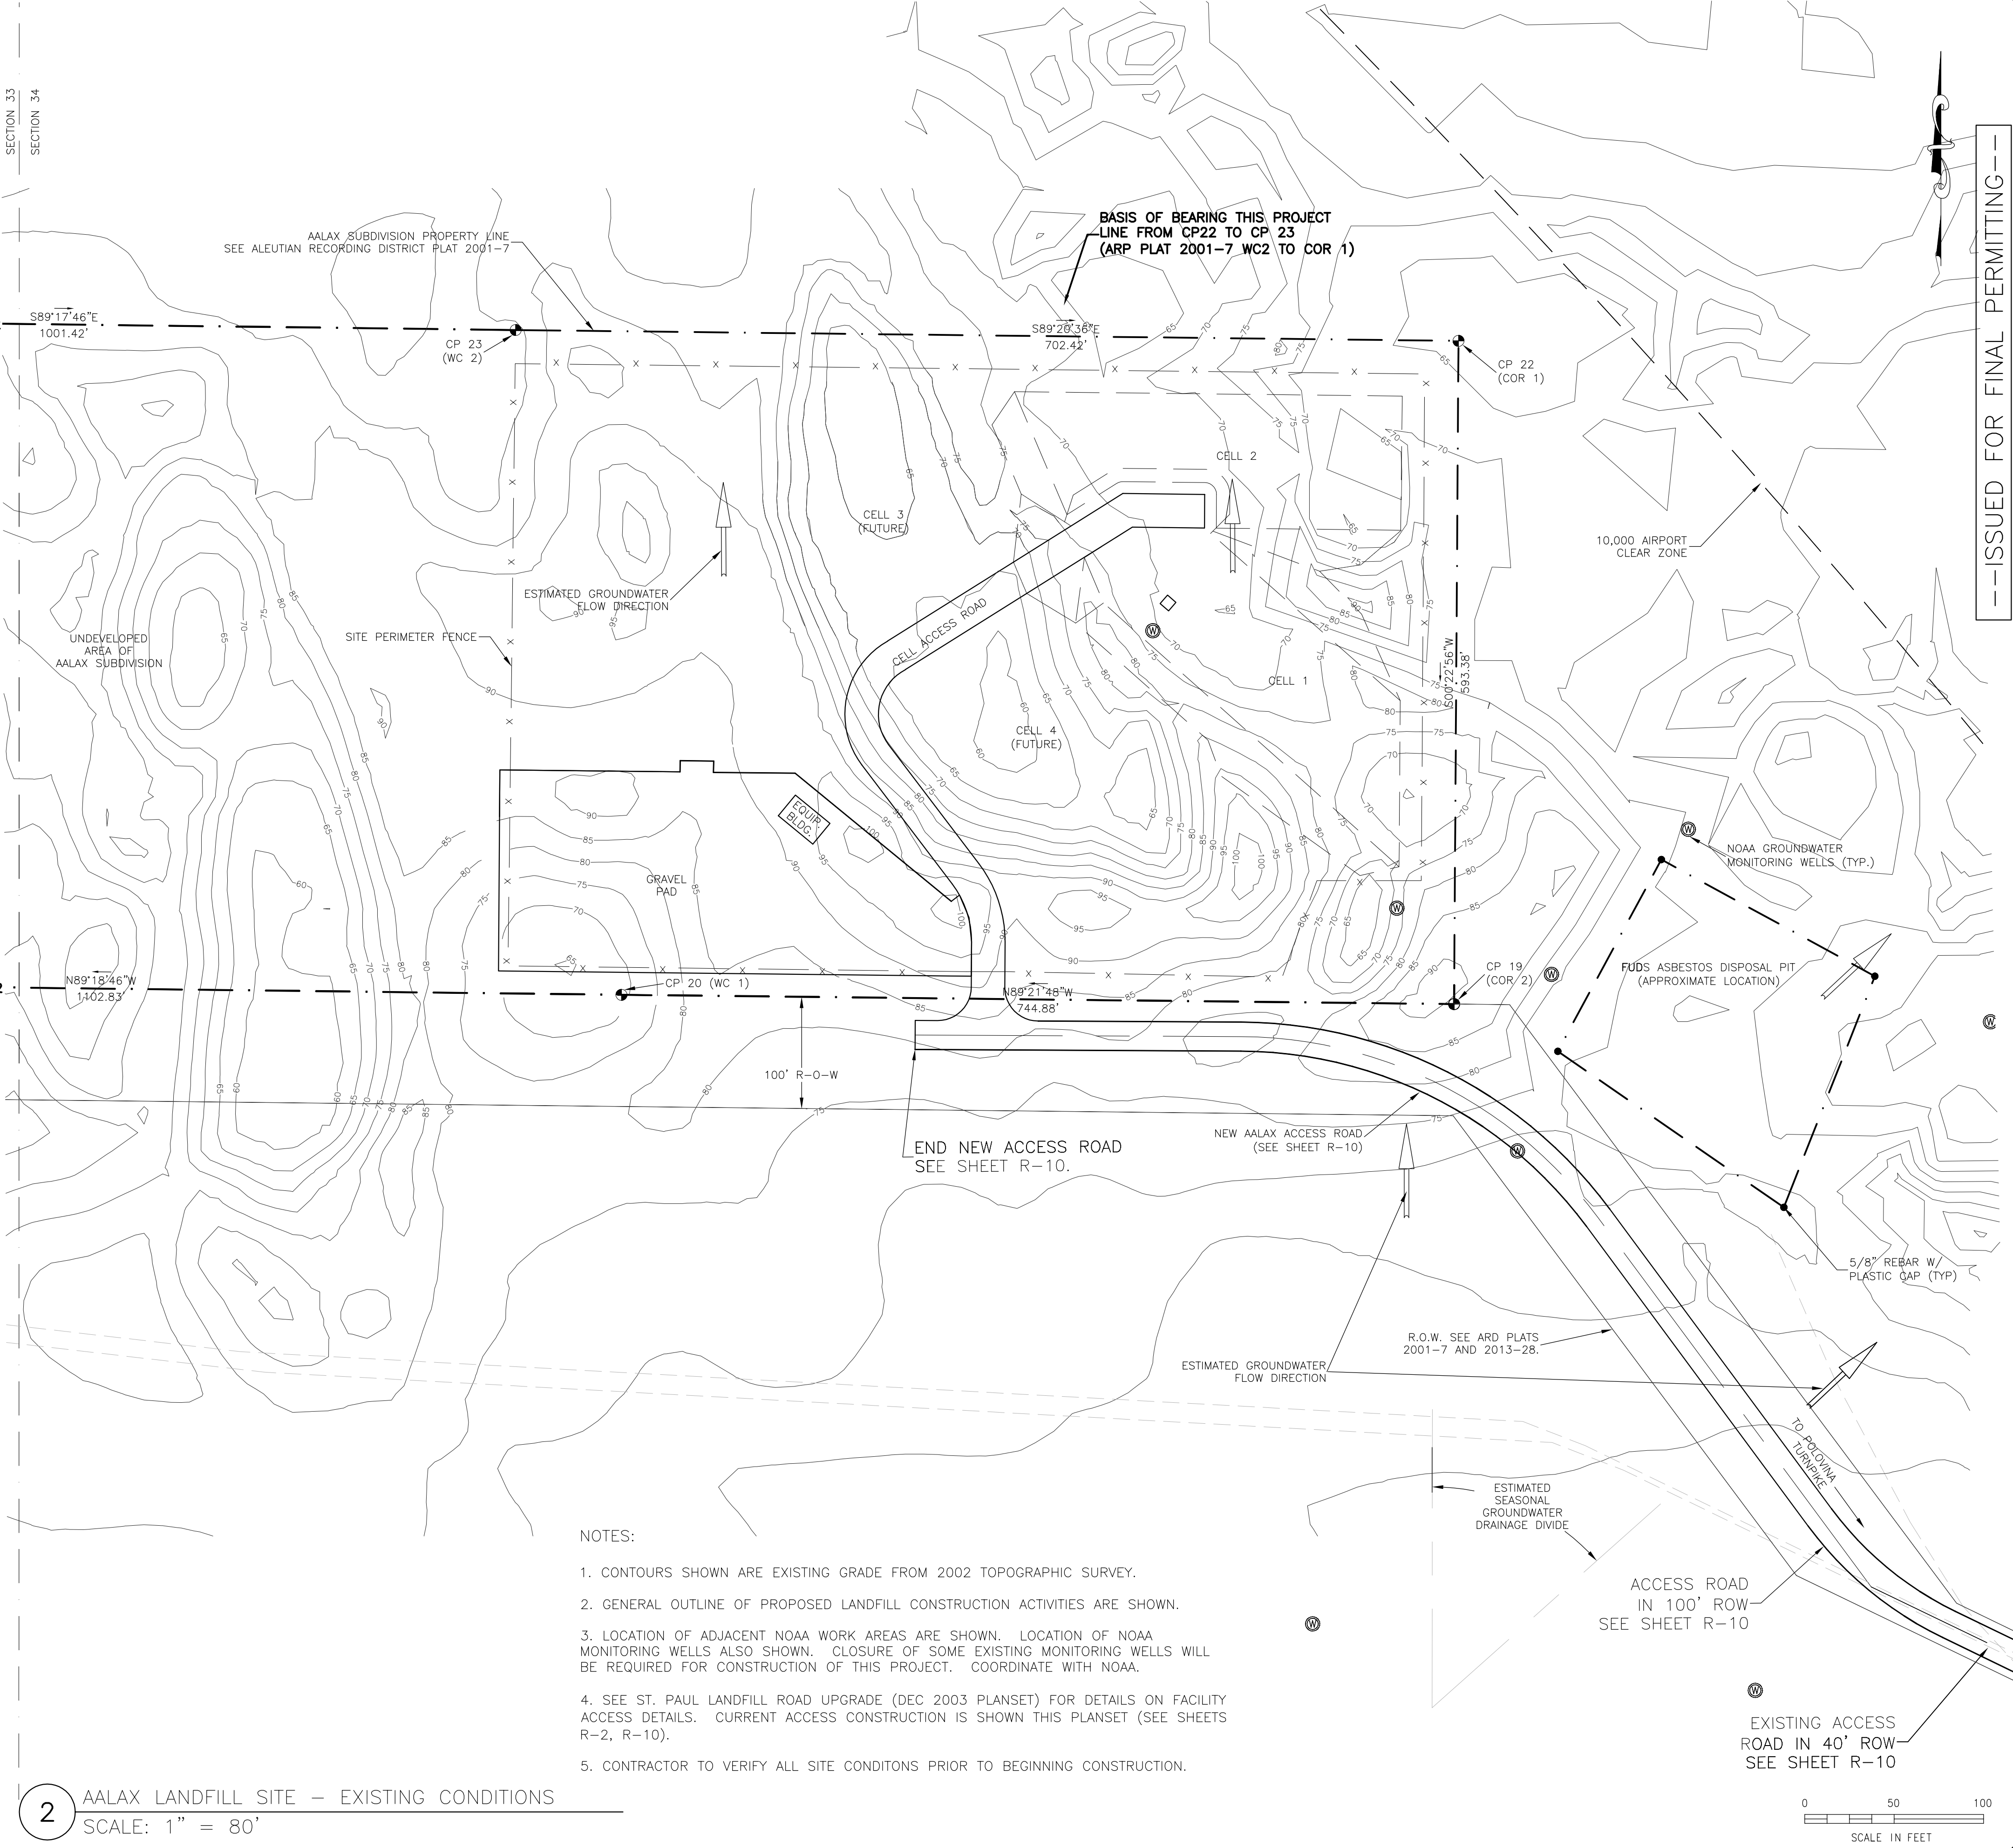 SECTION 33
SECTION 34
AALAX SUBDIVISION PROPERTY LINE
SEE ALEUTIAN RECORDING DISTRICT PLAT 2001-7
BASIS OF BEARING THIS PROJECT
LINE FROM CP22 TO CP 23
(ARP PLAT 2001-7 WC2 TO COR 1)
--ISSUED FOR FINAL PERMITTING--
S89°17'46"E
1001.42'
CP 23
(WC 2)
S89°20'36"E
702.42'
CP 22
(COR 1)
CELL 2
CELL 3
(FUTURE)
10,000 AIRPORT
CLEAR ZONE
ESTIMATED GROUNDWATER
FLOW DIRECTION
SITE PERIMETER FENCE
UNDEVELOPED
AREA OF
AALAX SUBDIVISION
CELL ACCESS ROAD
W
CELL 1
S00°22'56"W
593.38'
CELL 4
(FUTURE)
EQUIP.
BLDG.
GRAVEL
PAD
W
NOAA GROUNDWATER
MONITORING WELLS (TYP.)
W
W
FUDS ASBESTOS DISPOSAL PIT
(APPROXIMATE LOCATION)
W
N89°18'46"W
1102.83'
CP 20 (WC 1)
N89°21'48"W
744.88'
CP 19
(COR 2)
100' R-O-W
END NEW ACCESS ROAD
SEE SHEET R-10.
NEW AALAX ACCESS ROAD
(SEE SHEET R-10)
W
5/8" REBAR W/
PLASTIC CAP (TYP)
R.O.W. SEE ARD PLATS
2001-7 AND 2013-28.
ESTIMATED GROUNDWATER
FLOW DIRECTION
TO POLOVINA
TURNPIKE
ESTIMATED
SEASONAL
GROUNDWATER
DRAINAGE DIVIDE
ACCESS ROAD
IN 100' ROW
SEE SHEET R-10
W
W
EXISTING ACCESS
ROAD IN 40' ROW
SEE SHEET R-10
NOTES:
1. CONTOURS SHOWN ARE EXISTING GRADE FROM 2002 TOPOGRAPHIC SURVEY.
2. GENERAL OUTLINE OF PROPOSED LANDFILL CONSTRUCTION ACTIVITIES ARE SHOWN.
3. LOCATION OF ADJACENT NOAA WORK AREAS ARE SHOWN. LOCATION OF NOAA
MONITORING WELLS ALSO SHOWN. CLOSURE OF SOME EXISTING MONITORING WELLS WILL
BE REQUIRED FOR CONSTRUCTION OF THIS PROJECT. COORDINATE WITH NOAA.
4. SEE ST. PAUL LANDFILL ROAD UPGRADE (DEC 2003 PLANSET) FOR DETAILS ON FACILITY
ACCESS DETAILS. CURRENT ACCESS CONSTRUCTION IS SHOWN THIS PLANSET (SEE SHEETS
R-2, R-10).
5. CONTRACTOR TO VERIFY ALL SITE CONDITONS PRIOR TO BEGINNING CONSTRUCTION.
2
AALAX LANDFILL SITE - EXISTING CONDITIONS
SCALE: 1" = 80'
0 50 100
SCALE IN FEET